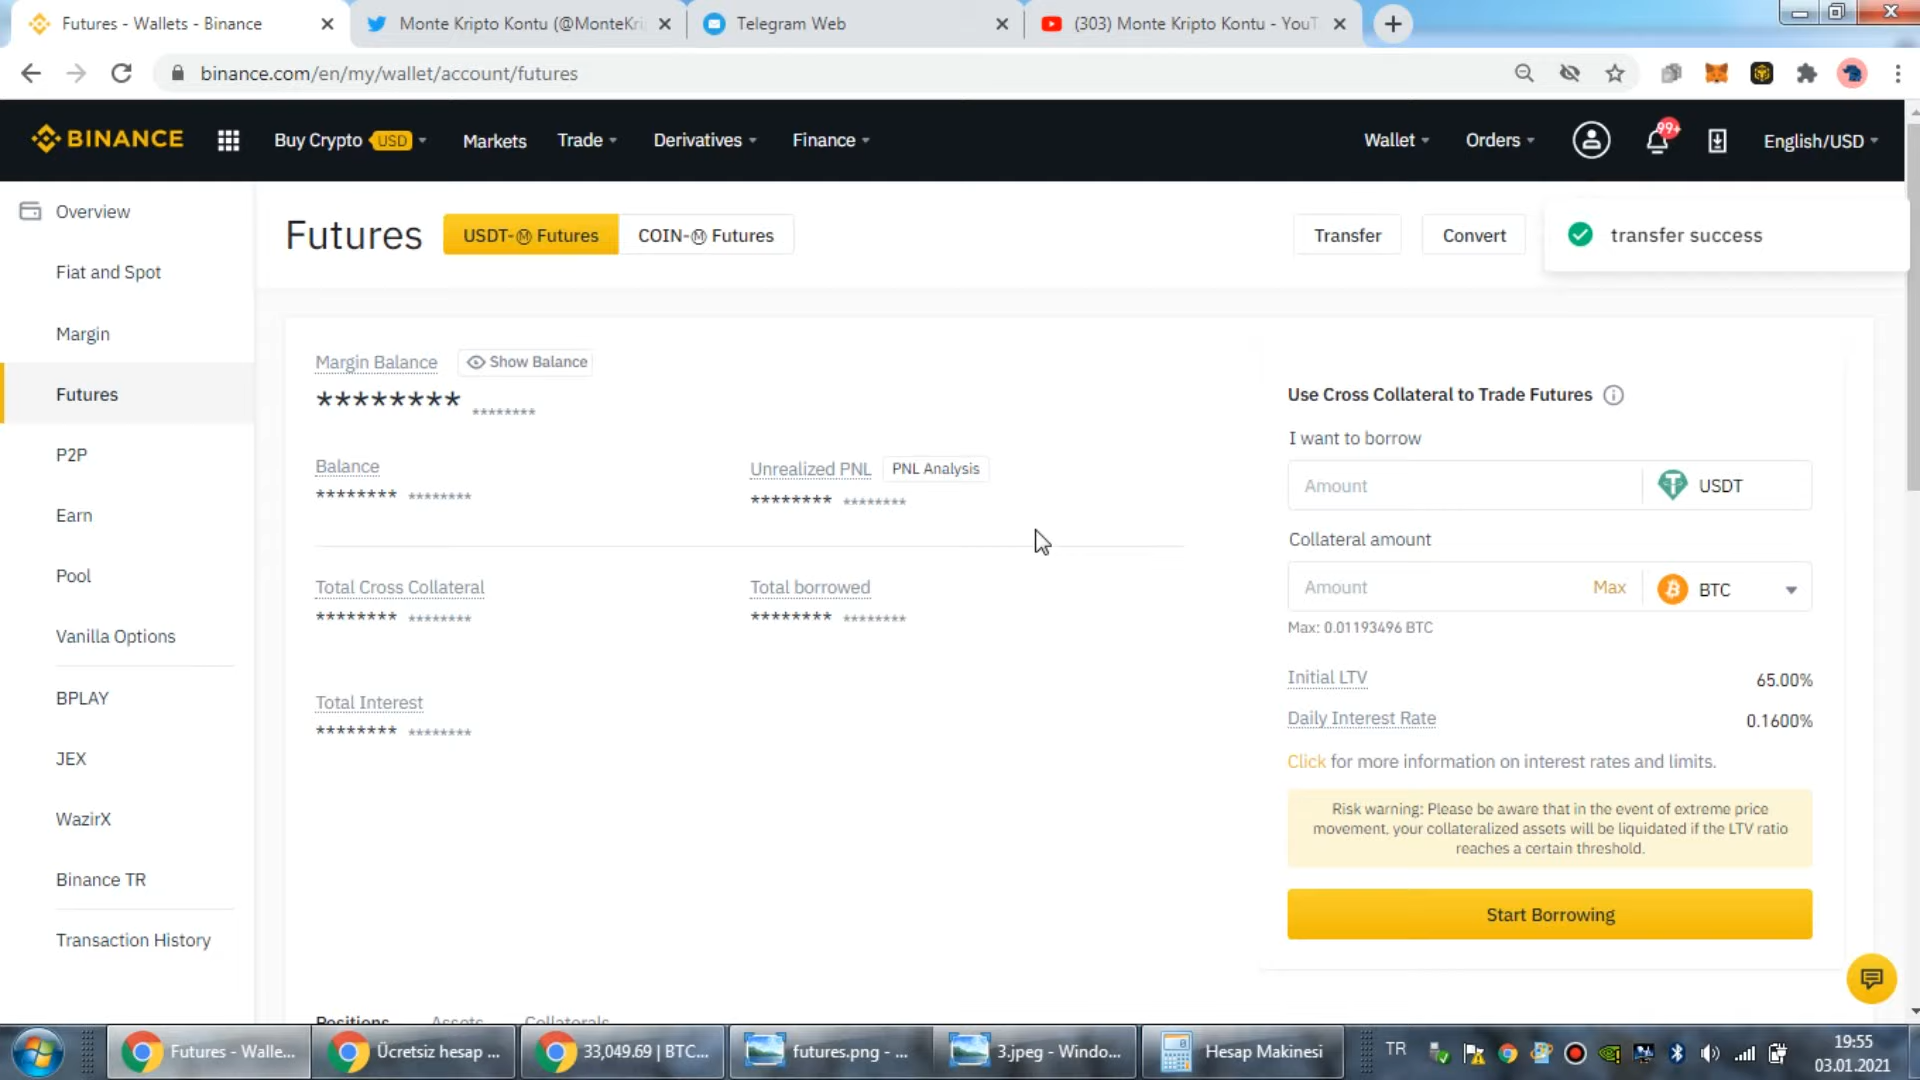 Futures - Wallets - Binance
Monte Kripto Kontu (@MonteKri
Telegram Web
(303) Monte Kripto Kontu - YouT
binance.com/en/my/wallet/account/futures
BINANCE
Buy Crypto USD
Markets
Trade
Derivatives
Finance
Wallet
Orders
99+
English/USD
Overview
Fiat and Spot
Margin
Futures
P2P
Earn
Pool
Vanilla Options
BPLAY
JEX
WazirX
Binance TR
Transaction History
Futures
USDT-Ⓜ Futures
COIN-Ⓜ Futures
Transfer
Convert
transfer success
Margin Balance
Show Balance
******** ********
Balance
******** ********
Unrealized PNL
PNL Analysis
******** ********
Total Cross Collateral
******** ********
Total borrowed
******** ********
Total Interest
******** ********
Use Cross Collateral to Trade Futures
I want to borrow
Amount
USDT
Collateral amount
Amount
Max
BTC
Max: 0.01193496 BTC
Initial LTV
65.00%
Daily Interest Rate
0.1600%
Click for more information on interest rates and limits.
Risk warning: Please be aware that in the event of extreme price
movement, your collateralized assets will be liquidated if the LTV ratio
reaches a certain threshold.
Start Borrowing
Positions
Assets
Collaterals
Futures - Walle...
Ücretsiz hesap ...
33,049.69 | BTC...
futures.png - ...
3.jpeg - Windo...
Hesap Makinesi
TR
19:55
03.01.2021